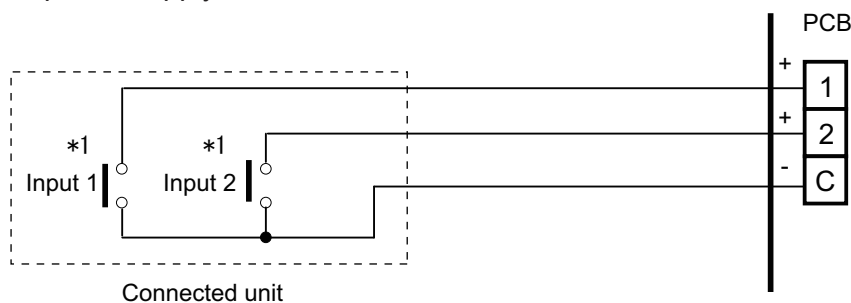 PCB
+
1
+
2
-
C
*1
*1
Input 1
Input 2
Connected unit